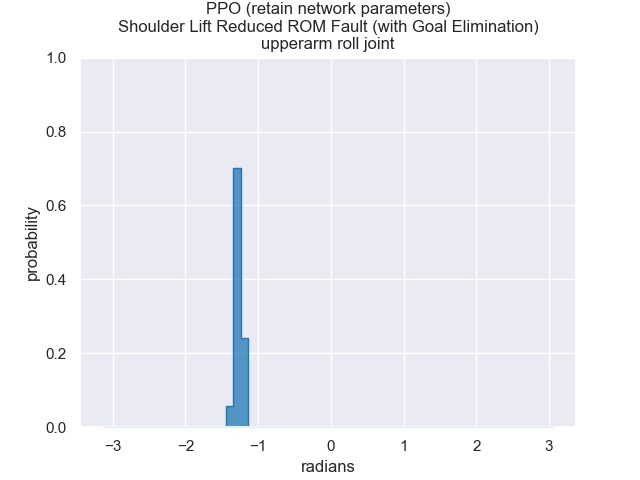 PPO (retain network parameters)
Shoulder Lift Reduced ROM Fault (with Goal Elimination)
upperarm roll joint
1.0
0.8
0.6
0.4
0.2
0.0
probability
−3
−2
−1
0
1
2
3
radians